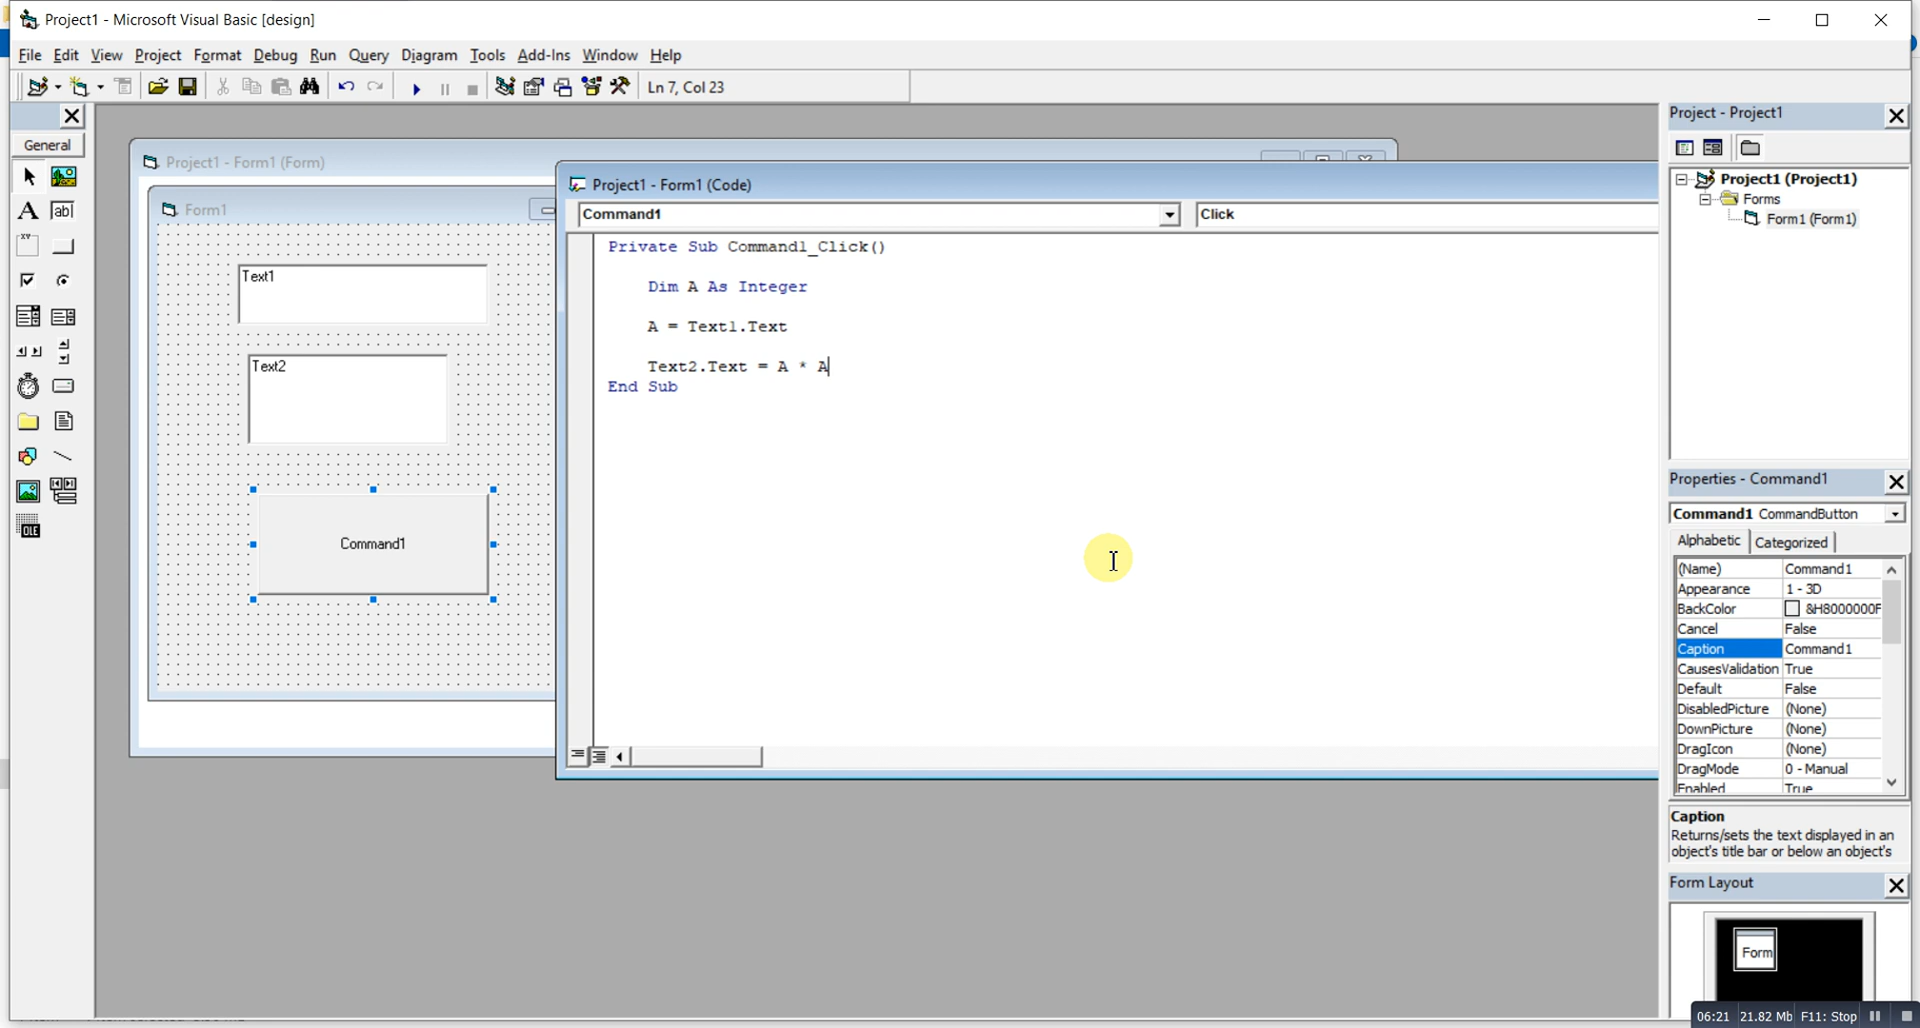 Project1 - Microsoft Visual Basic [design]
File Edit View Project Format Debug Run Query Diagram Tools Add-Ins Window Help
Ln 7, Col 23
General
Project1 - Form1 (Form)
Form1
Text1
Text2
Command1
Project1 - Form1 (Code)
Command1
Click
Private Sub Command1_Click()
Dim A As Integer
A = Text1.Text
Text2.Text = A * A
End Sub
Project - Project1
Project1 (Project1)
Forms
Form1 (Form1)
Properties - Command1
Command1 CommandButton
Alphabetic Categorized
(Name) Command1
Appearance 1 - 3D
BackColor &H8000000F
Cancel False
Caption Command1
CausesValidation True
Default False
DisabledPicture (None)
DownPicture (None)
DragIcon (None)
DragMode 0 - Manual
Enabled True
Caption
Returns/sets the text displayed in an
object's title bar or below an object's
Form Layout
Form
06:21 21.82 Mb F11: Stop